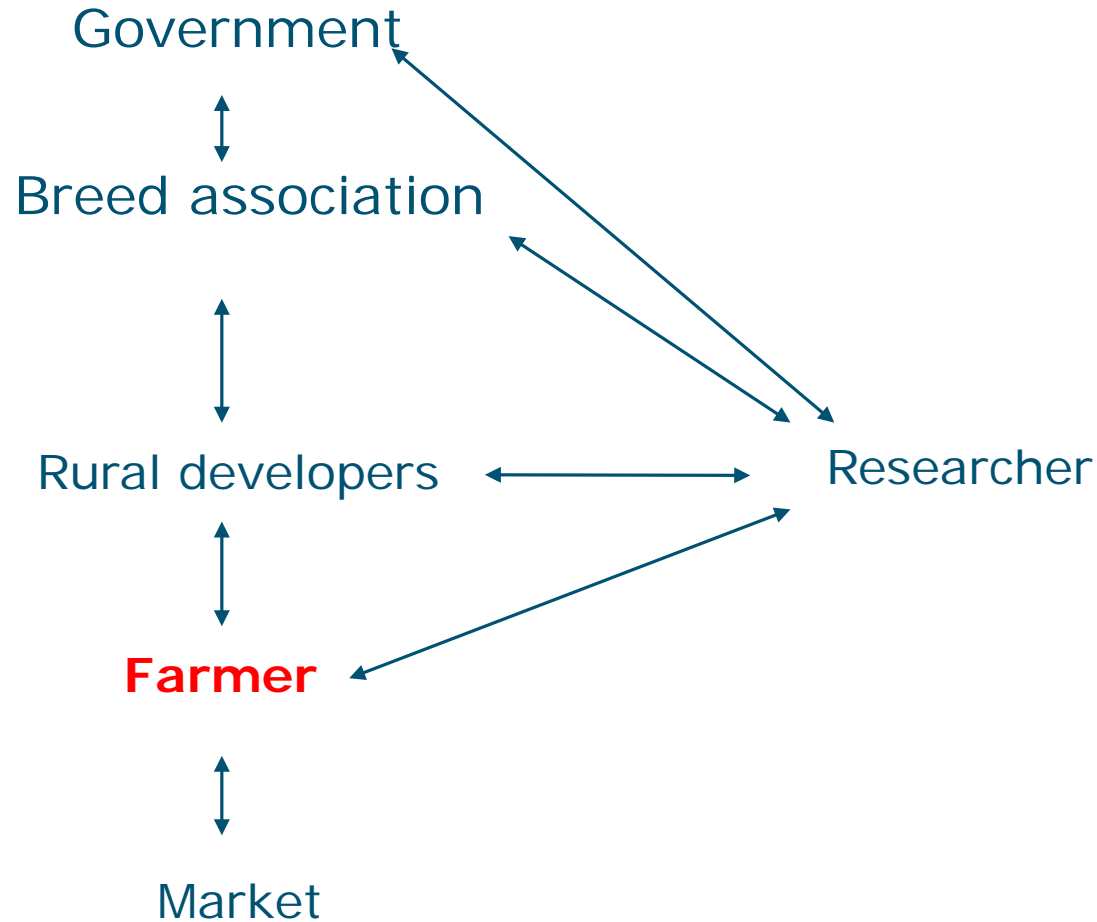 Government
Breed association
Rural developers
Researcher
Farmer
Market